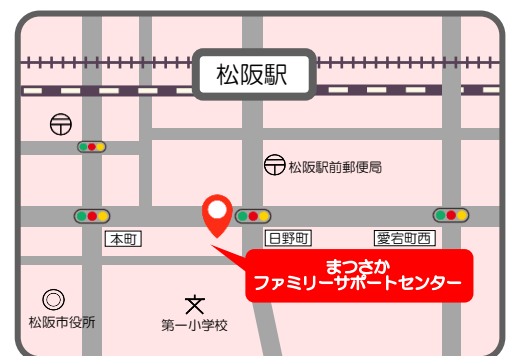 松阪駅
松阪駅前郵便局
本町
日野町
愛宕町西
まつさか
ファミリーサポートセンター
松阪市役所
第一小学校